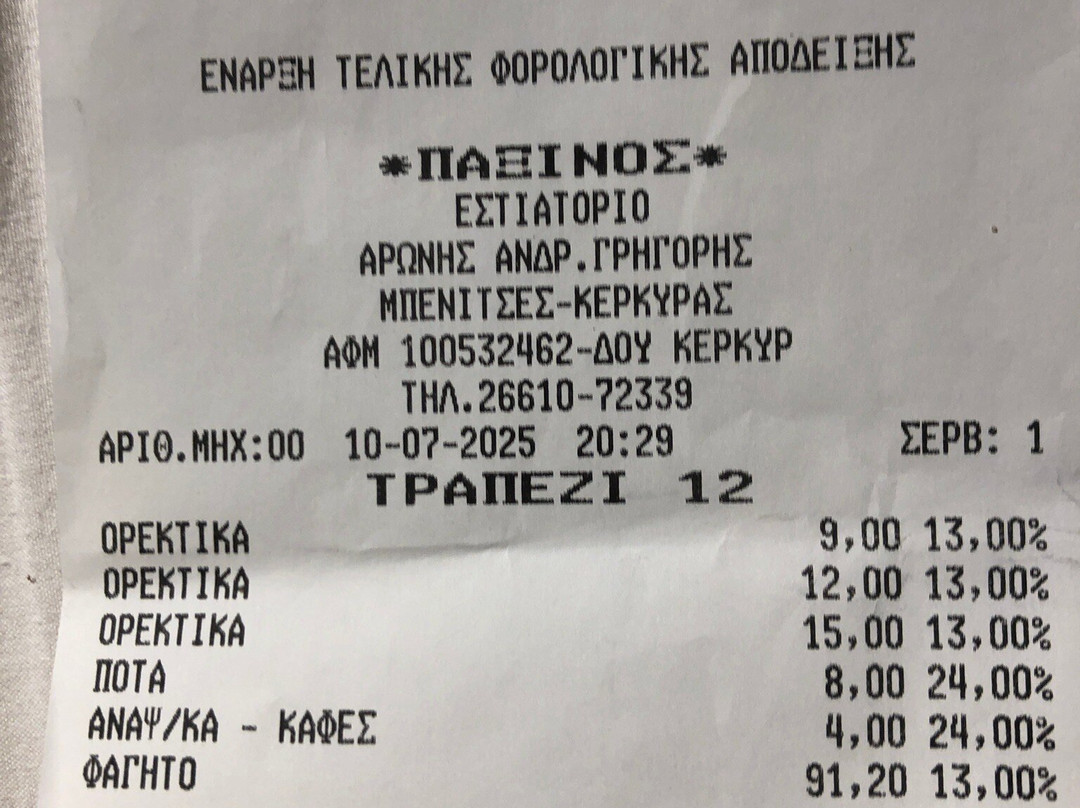 ΕΝΑΡΞΗ ΤΕΛΙΚΗΣ ΦΟΡΟΛΟΓΙΚΗΣ ΑΠΟΔΕΙΞΗΣ
*ΠΑΞΙΝΟΣ*
ΕΣΤΙΑΤΟΡΙΟ
ΑΡΩΝΗΣ ΑΝΔΡ.ΓΡΗΓΟΡΗΣ
ΜΠΕΝΙΤΣΕΣ-ΚΕΡΚΥΡΑΣ
ΑΦΜ 100532462-ΔΟΥ ΚΕΡΚΥΡ
ΤΗΛ.26610-72339
ΑΡΙΘ.ΜΗΧ:00 10-07-2025 20:29 ΣΕΡΒ: 1
ΤΡΑΠΕΖΙ 12
ΟΡΕΚΤΙΚΑ 9,00 13,00%
ΟΡΕΚΤΙΚΑ 12,00 13,00%
ΟΡΕΚΤΙΚΑ 15,00 13,00%
ΠΟΤΑ 8,00 24,00%
ΑΝΑΨ/ΚΑ - ΚΑΦΕΣ 4,00 24,00%
ΦΑΓΗΤΟ 91,20 13,00%